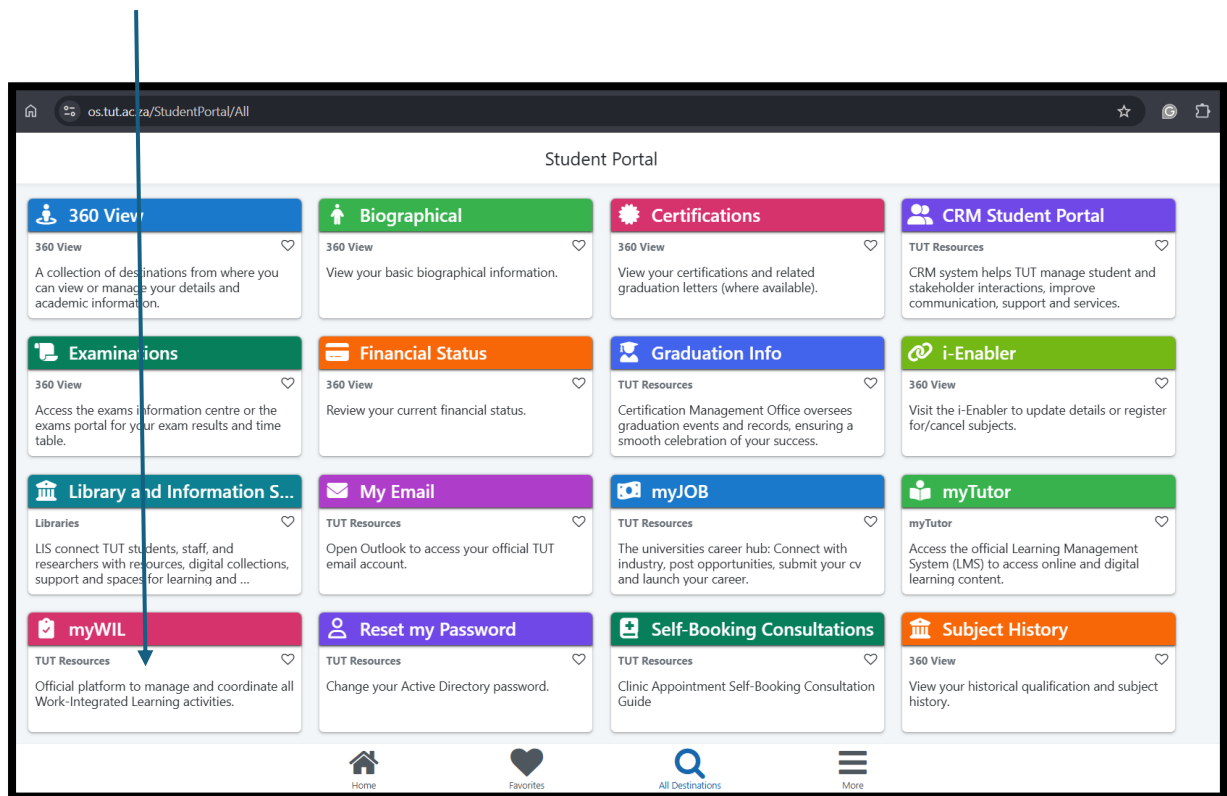 os.tut.ac.za/StudentPortal/All
Student Portal
360 View
360 View
A collection of destinations from where you
can view or manage your details and
academic information.
Biographical
360 View
View your basic biographical information.
Certifications
360 View
View your certifications and related
graduation letters (where available).
CRM Student Portal
TUT Resources
CRM system helps TUT manage student and
stakeholder interactions, improve
communication, support and services.
Examinations
360 View
Access the exams information centre or the
exams portal for your exam results and time
table.
Financial Status
360 View
Review your current financial status.
Graduation Info
TUT Resources
Certification Management Office oversees
graduation events and records, ensuring a
smooth celebration of your success.
i-Enabler
360 View
Visit the i-Enabler to update details or register
for/cancel subjects.
Library and Information S...
Libraries
LIS connect TUT students, staff, and
researchers with resources, digital collections,
support and spaces for learning and ...
My Email
TUT Resources
Open Outlook to access your official TUT
email account.
myJOB
TUT Resources
The universities career hub: Connect with
industry, post opportunities, submit your cv
and launch your career.
myTutor
myTutor
Access the official Learning Management
System (LMS) to access online and digital
learning content.
myWIL
TUT Resources
Official platform to manage and coordinate all
Work-Integrated Learning activities.
Reset my Password
TUT Resources
Change your Active Directory password.
Self-Booking Consultations
TUT Resources
Clinic Appointment Self-Booking Consultation
Guide
Subject History
360 View
View your historical qualification and subject
history.
Home
Favorites
All Destinations
More